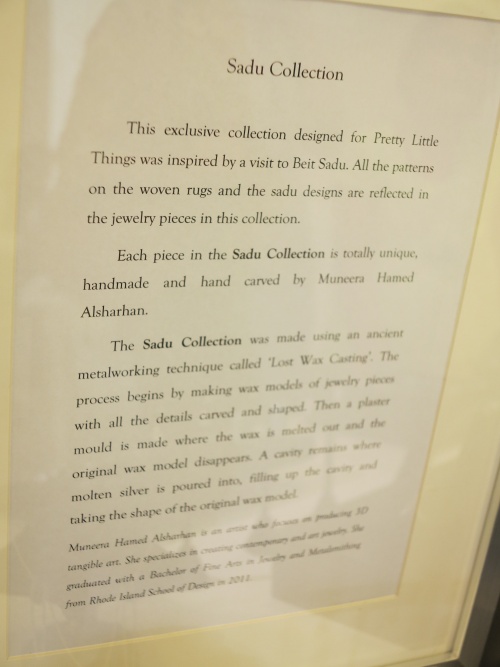 Sadu Collection
This exclusive collection designed for Pretty Little
Things was inspired by a visit to Beit Sadu. All the patterns
on the woven rugs and the sadu designs are reflected in
the jewelry pieces in this collection.
Each piece in the Sadu Collection is totally unique,
handmade and hand carved by Muneera Hamed
Alsharhan.
The Sadu Collection was made using an ancient
metalworking technique called 'Lost Wax Casting'. The
process begins by making wax models of jewelry pieces
with all the details carved and shaped. Then a plaster
mould is made where the wax is melted out and the
original wax model disappears. A cavity remains where
molten silver is poured into, filling up the cavity and
taking the shape of the original wax model.
Muneera Hamed Alsharhan is an artist who focuses on producing 3D
tangible art. She specializes in creating contemporary and art jewelry. She
graduated with a Bachelor of Fine Arts in Jewelry and Metalsmithing
from Rhode Island School of Design in 2011.